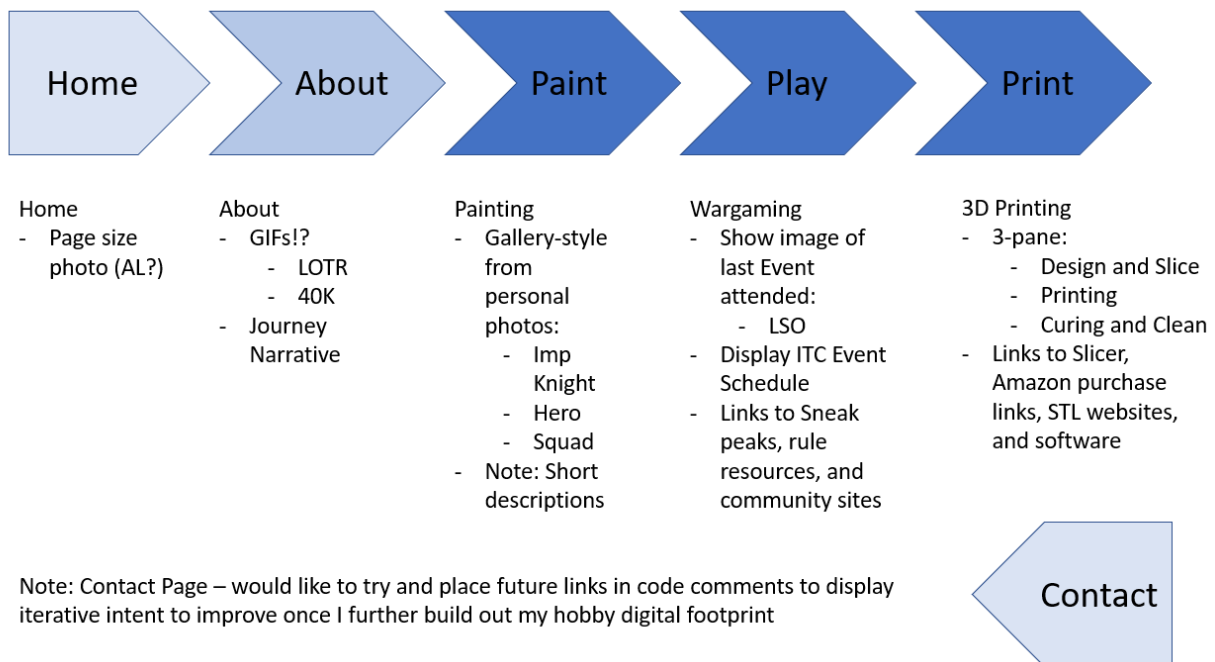 Home
About
Paint
Play
Print
Home
- Page size
photo (AL?)
About
- GIFs!?
- LOTR
- 40K
- Journey
Narrative
Painting
- Gallery-style
from
personal
photos:
- Imp
Knight
- Hero
- Squad
- Note: Short
descriptions
Wargaming
- Show image of
last Event
attended:
- LSO
- Display ITC Event
Schedule
- Links to Sneak
peaks, rule
resources, and
community sites
3D Printing
- 3-pane:
- Design and Slice
- Printing
- Curing and Clean
- Links to Slicer,
Amazon purchase
links, STL websites,
and software
Note: Contact Page – would like to try and place future links in code comments to display
iterative intent to improve once I further build out my hobby digital footprint
Contact